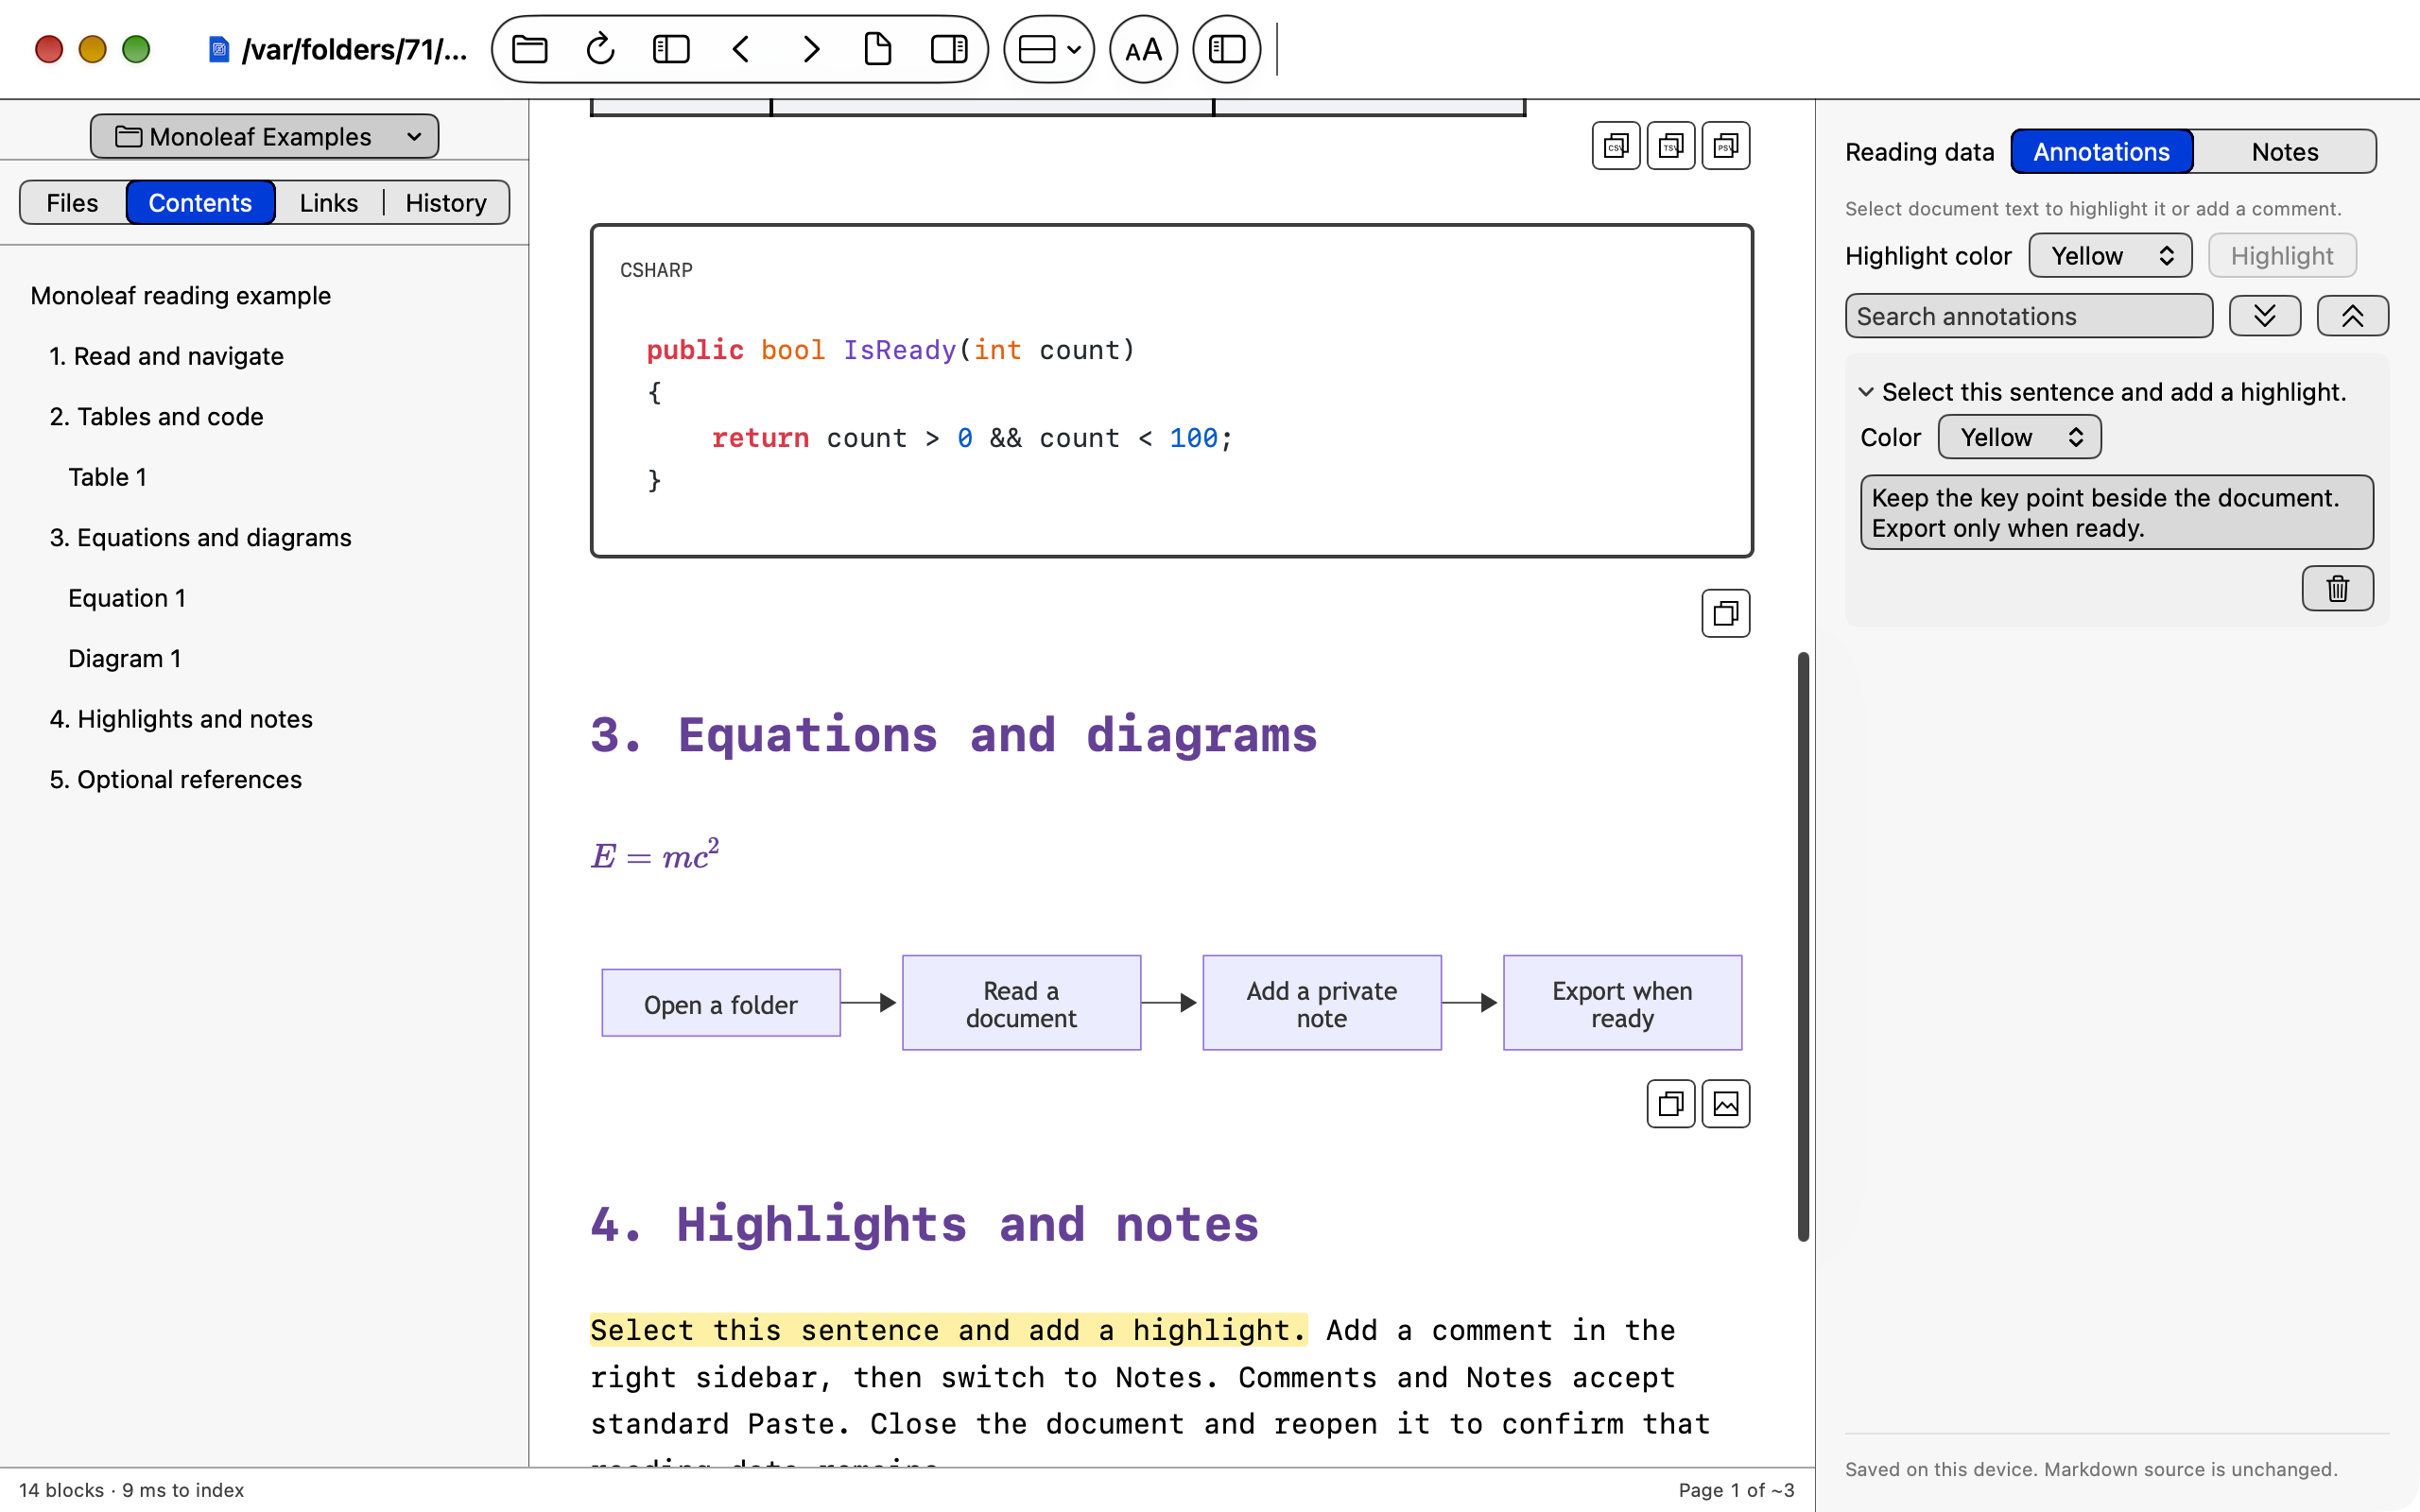 /var/folders/71/...
AA
Monoleaf Examples
Files
Contents
Links
History
Monoleaf reading example
1. Read and navigate
2. Tables and code
Table 1
3. Equations and diagrams
Equation 1
Diagram 1
4. Highlights and notes
5. Optional references
14 blocks · 9 ms to index
CSV
TSV
PSV
CSHARP
public bool IsReady(int count)
{
return count > 0 && count < 100;
}
3. Equations and diagrams
E = mc²
Open a folder
Read a
document
Add a private
note
Export when
ready
4. Highlights and notes
Select this sentence and add a highlight. Add a comment in the
right sidebar, then switch to Notes. Comments and Notes accept
standard Paste. Close the document and reopen it to confirm that
reading data remains.
Page 1 of ~3
Reading data
Annotations
Notes
Select document text to highlight it or add a comment.
Highlight color
Yellow
Highlight
Search annotations
Select this sentence and add a highlight.
Color
Yellow
Keep the key point beside the document.
Export only when ready.
Saved on this device. Markdown source is unchanged.